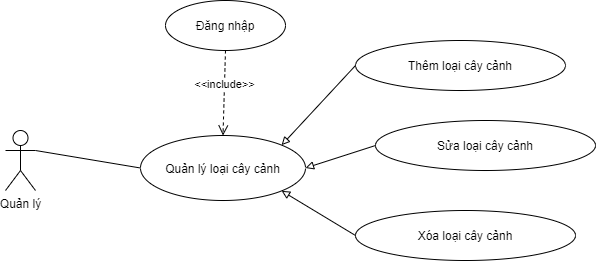 Đăng nhập
Thêm loại cây cảnh
<<include>>
Sửa loại cây cảnh
Quản lý loại cây cảnh
Quản lý
Xóa loại cây cảnh